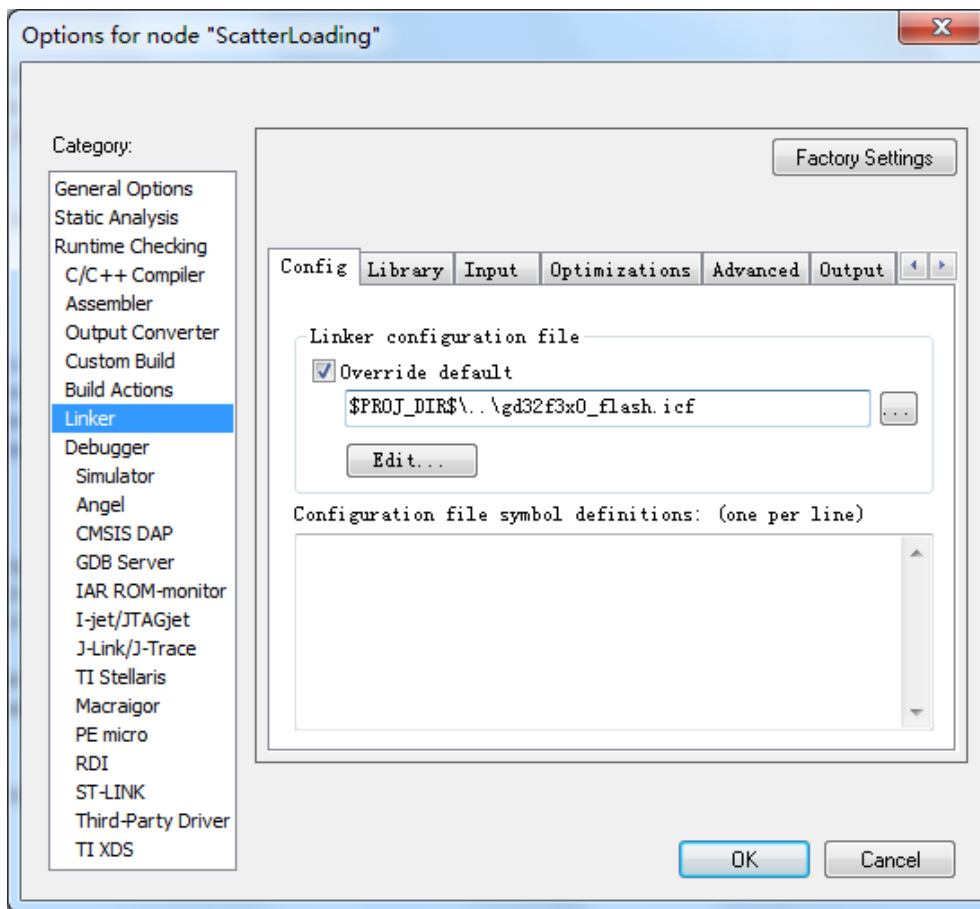 Options for node "ScatterLoading"
X
Category:
General Options
Static Analysis
Runtime Checking
C/C++ Compiler
Assembler
Output Converter
Custom Build
Build Actions
Linker
Debugger
Simulator
Angel
CMSIS DAP
GDB Server
IAR ROM-monitor
I-jet/JTAGjet
J-Link/J-Trace
TI Stellaris
Macraigor
PE micro
RDI
ST-LINK
Third-Party Driver
TI XDS
Factory Settings
Config Library Input Optimizations Advanced Output
Linker configuration file
Override default
$PROJ_DIR$\..\gd32f3x0_flash.icf
...
Edit...
Configuration file symbol definitions: (one per line)
OK Cancel